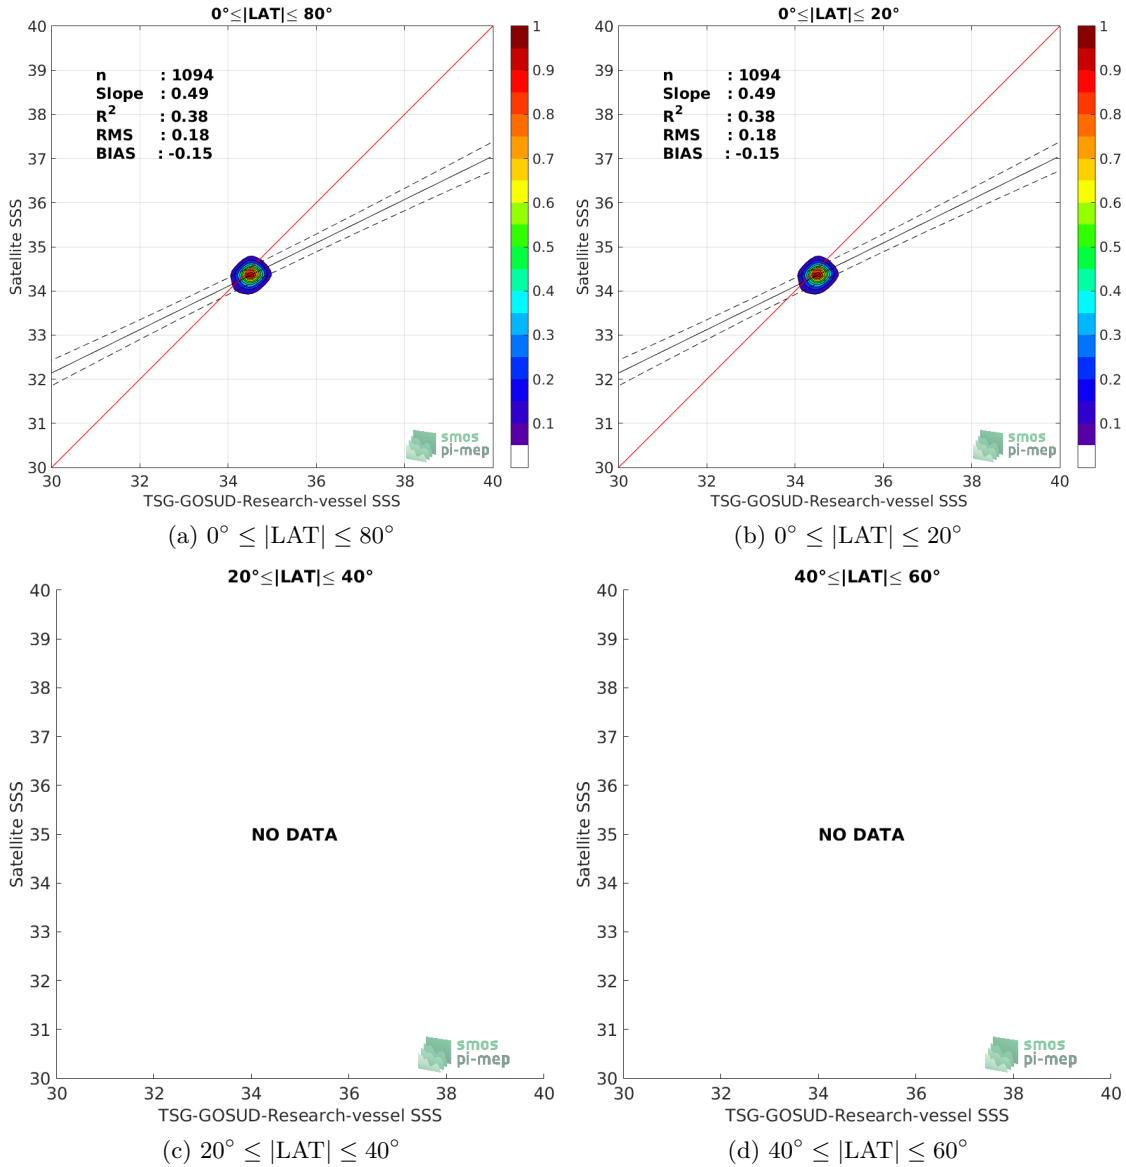 0°≤|LAT|≤ 80°
40
39
38
37
36
35
34
33
32
31
30
Satellite SSS
n : 1094
Slope : 0.49
R² : 0.38
RMS : 0.18
BIAS : -0.15
smos
pi-mep
30 32 34 36 38 40
TSG-GOSUD-Research-vessel SSS
1
0.9
0.8
0.7
0.6
0.5
0.4
0.3
0.2
0.1
(a) 0° ≤ |LAT| ≤ 80°
0°≤|LAT|≤ 20°
40
39
38
37
36
35
34
33
32
31
30
Satellite SSS
n : 1094
Slope : 0.49
R² : 0.38
RMS : 0.18
BIAS : -0.15
smos
pi-mep
30 32 34 36 38 40
TSG-GOSUD-Research-vessel SSS
1
0.9
0.8
0.7
0.6
0.5
0.4
0.3
0.2
0.1
(b) 0° ≤ |LAT| ≤ 20°
20°≤|LAT|≤ 40°
40
39
38
37
36
35
34
33
32
31
30
Satellite SSS
NO DATA
smos
pi-mep
30 32 34 36 38 40
TSG-GOSUD-Research-vessel SSS
(c) 20° ≤ |LAT| ≤ 40°
40°≤|LAT|≤ 60°
40
39
38
37
36
35
34
33
32
31
30
Satellite SSS
NO DATA
smos
pi-mep
30 32 34 36 38 40
TSG-GOSUD-Research-vessel SSS
(d) 40° ≤ |LAT| ≤ 60°